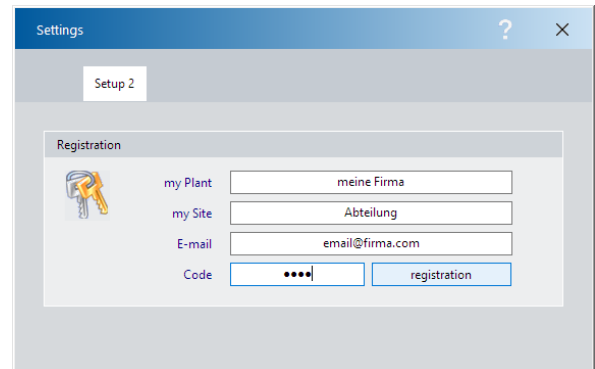 Settings ?
Setup 2
Registration
my Plant meine Firma
my Site Abteilung
E-mail email@firma.com
Code ●●●● registration